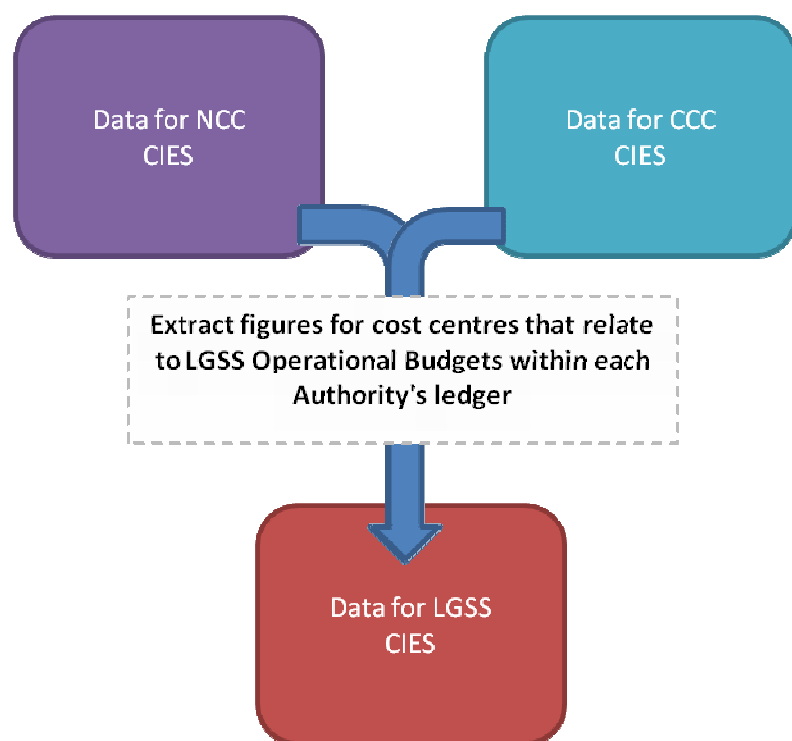 Data for NCC
CIES
Data for CCC
CIES
Extract figures for cost centres that relate
to LGSS Operational Budgets within each
Authority's ledger
Data for LGSS
CIES